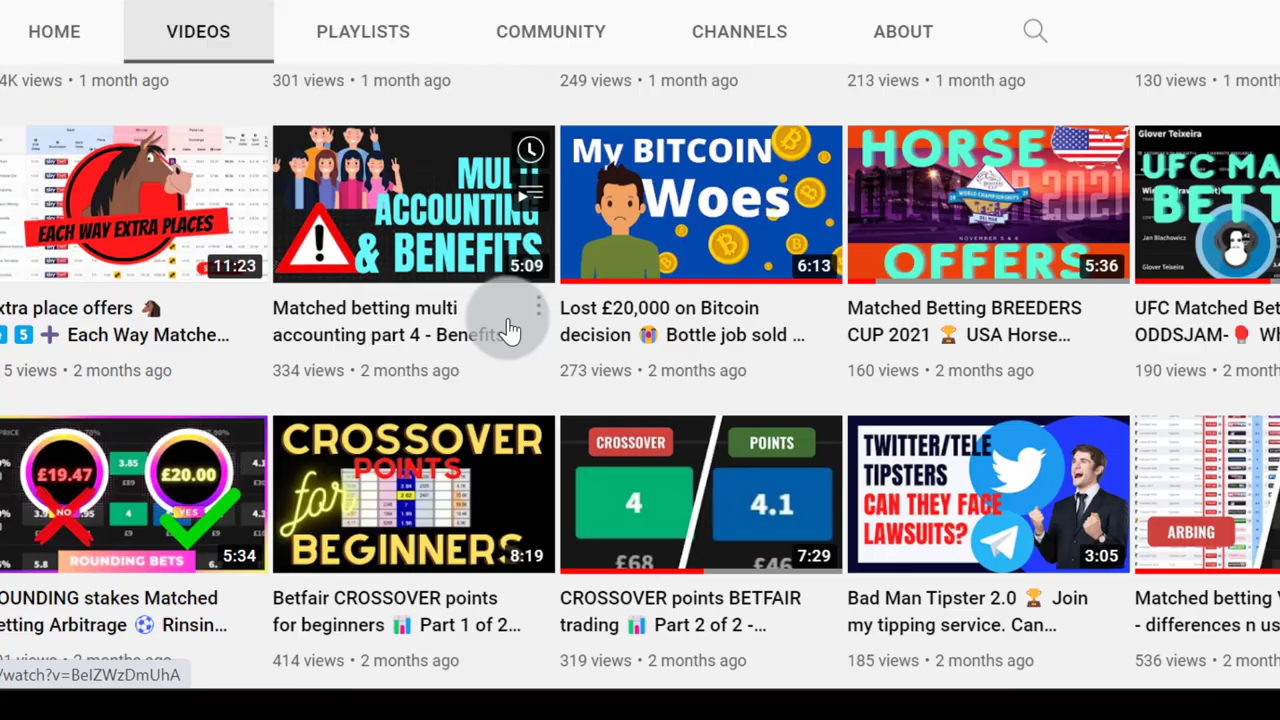 HOME VIDEOS PLAYLISTS COMMUNITY CHANNELS ABOUT
4K views • 1 month ago
301 views • 1 month ago
249 views • 1 month ago
213 views • 1 month ago
130 views • 1 month
EACH WAY EXTRA PLACES
11:23
ACCOUNTING
& BENEFITS
5:09
My BITCOIN
Woes
6:13
HORSE
2021
NOVEMBER 5 & 6
OFFERS
5:36
Glover Teixeira
UFC MA
BETT
Jan Blachowicz
Glover Teixeira
xtra place offers 🐴
5 ➕ Each Way Matche...
5 views • 2 months ago
Matched betting multi
accounting part 4 - Benefits
334 views • 2 months ago
Lost £20,000 on Bitcoin
decision 😭 Bottle job sold ...
273 views • 2 months ago
Matched Betting BREEDERS
CUP 2021 🏆 USA Horse...
160 views • 2 months ago
UFC Matched Bet
ODDSJAM- 🥊 W
190 views • 2 month
PRICE
£19.47
£20.00
NO
YES
3.85
£89
4
5.8
ROUNDING BETS
5:34
CROSSOVER
POINTS
for
BEGINNERS
8:19
CROSSOVER
POINTS
4
4.1
£68
£46
7:29
TWITTER/TELE
TIPSTERS
CAN THEY FACE
LAWSUITS?
3:05
ARBING
OUNDING stakes Matched
etting Arbitrage ⚽ Rinsin...
91 views • 2 months ago
Betfair CROSSOVER points
for beginners 📊 Part 1 of 2...
414 views • 2 months ago
CROSSOVER points BETFAIR
trading 📊 Part 2 of 2 -...
319 views • 2 months ago
Bad Man Tipster 2.0 🏆 Join
my tipping service. Can...
185 views • 2 months ago
Matched betting V
- differences n us
536 views • 2 month
/watch?v=BeIZWzDmUhA